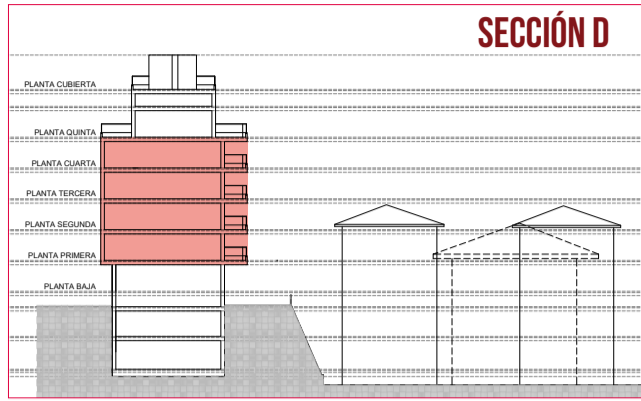 SECCIÓN D
PLANTA CUBIERTA
PLANTA QUINTA
PLANTA CUARTA
PLANTA TERCERA
PLANTA SEGUNDA
PLANTA PRIMERA
PLANTA BAJA